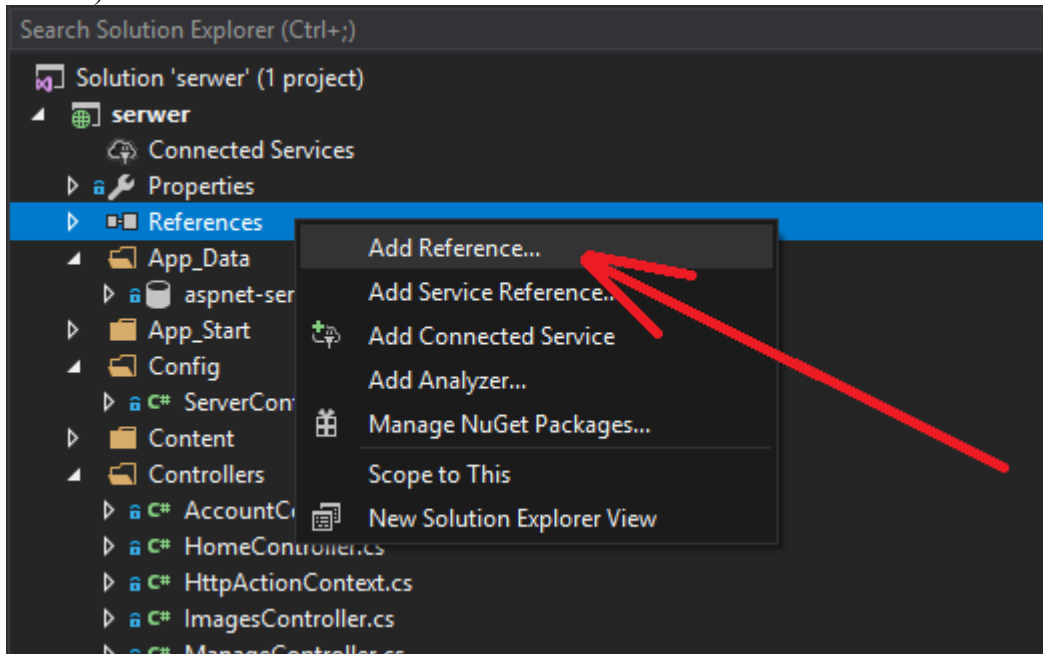 Search Solution Explorer (Ctrl+;)
Solution 'serwer' (1 project)
serwer
Connected Services
Properties
References
Add Reference...
App_Data
Add Service Reference..
aspnet-ser
App_Start
Add Connected Service
Config
Add Analyzer...
C# ServerCon
Manage NuGet Packages...
Content
Controllers
Scope to This
C# AccountC
New Solution Explorer View
C# HomeController.cs
C# HttpActionContext.cs
C# ImagesController.cs
C# ManageController.cs